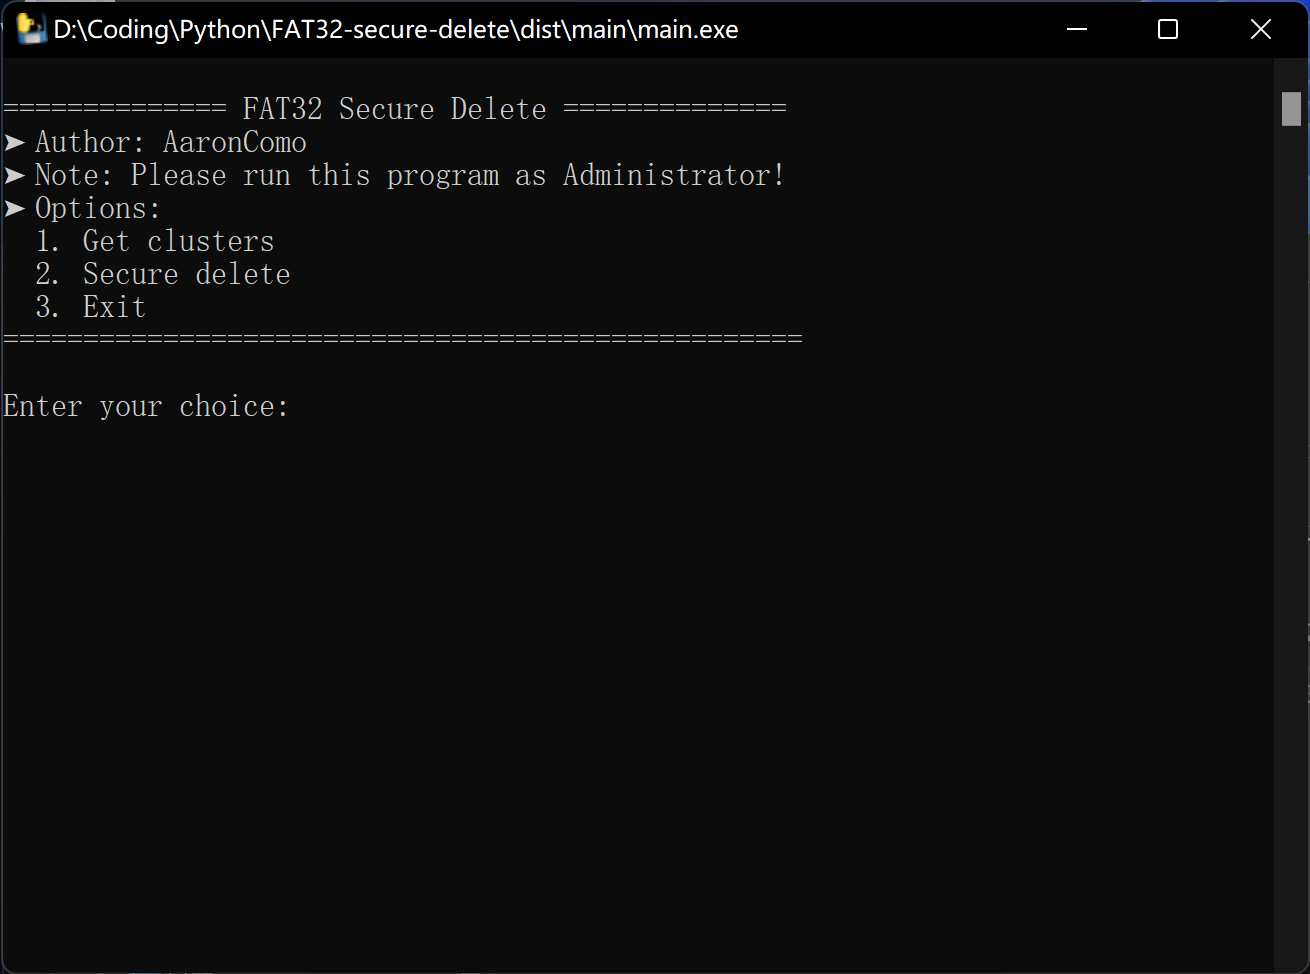 D:\Coding\Python\FAT32-secure-delete\dist\main\main.exe
============== FAT32 Secure Delete ==============
➤ Author: AaronComo
➤ Note: Please run this program as Administrator!
➤ Options:
1. Get clusters
2. Secure delete
3. Exit
==================================================
Enter your choice: